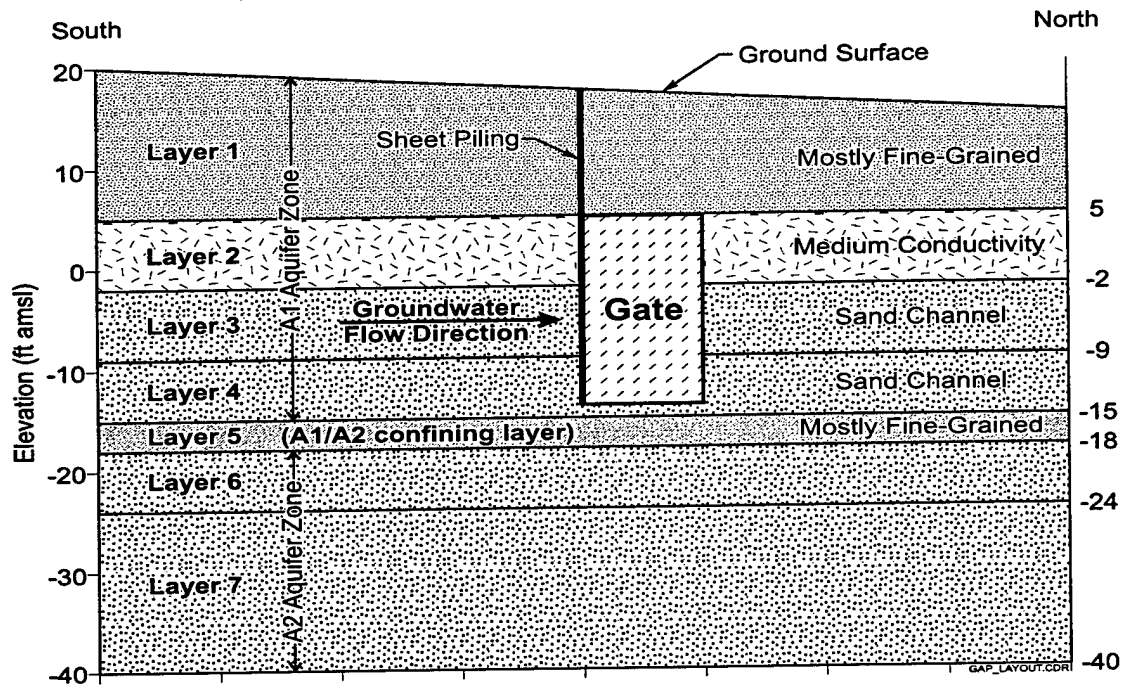 South
North
Ground Surface
20
Layer 1
Sheet Piling
Mostly Fine-Grained
10
5
Layer 2
A1 Aquifer Zone
Medium Conductivity
0
-2
Groundwater
Flow Direction
Gate
Layer 3
Sand Channel
Elevation (ft amsl)
-9
-10
Layer 4
Sand Channel
-15
Layer 5 (A1/A2 confining layer)
Mostly Fine-Grained
-18
-20
Layer 6
-24
-30
Layer 7
A2 Aquifer Zone
-40
-40
GAP_LAYOUT.CDR